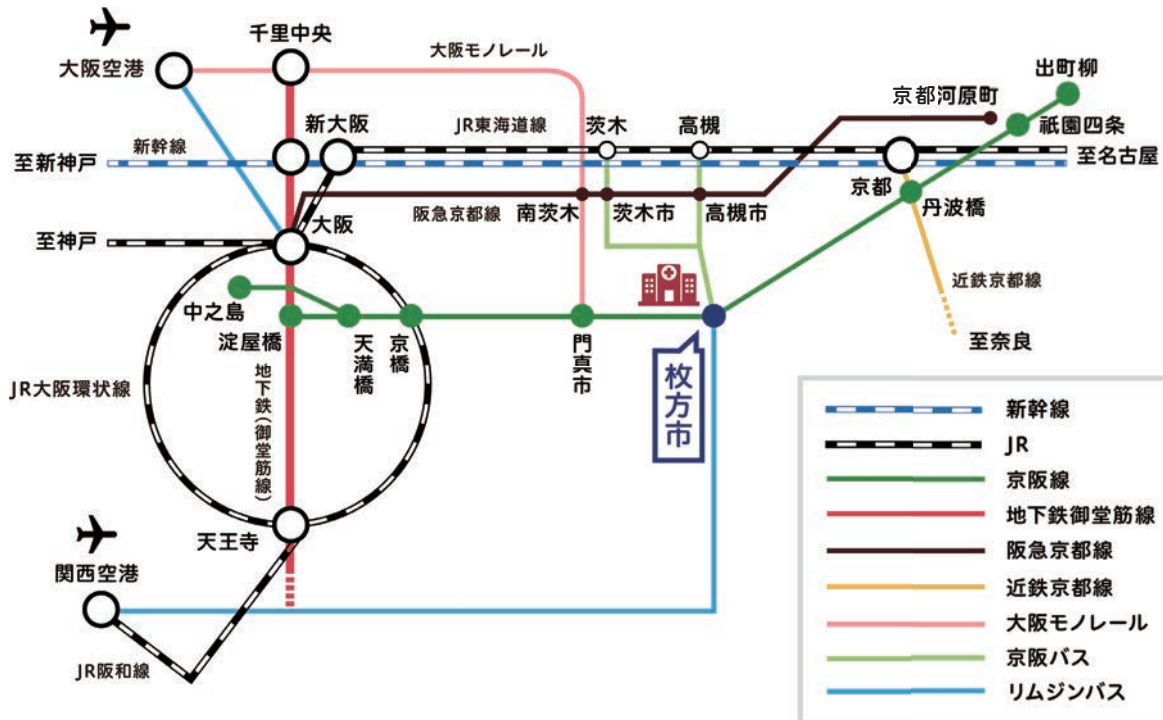 千里中央
大阪モノレール
大阪空港
出町柳
京都河原町
祇園四条
新大阪
JR東海道線
茨木
高槻
新幹線
至新神戸
至名古屋
京都
丹波橋
大阪
阪急京都線
南茨木
茨木市
高槻市
至神戸
近鉄京都線
中之島
淀屋橋
天満橋
京橋
門真市
至奈良
枚方市
JR大阪環状線
地下鉄(御堂筋線)
天王寺
関西空港
JR阪和線
新幹線
JR
京阪線
地下鉄御堂筋線
阪急京都線
近鉄京都線
大阪モノレール
京阪バス
リムジンバス